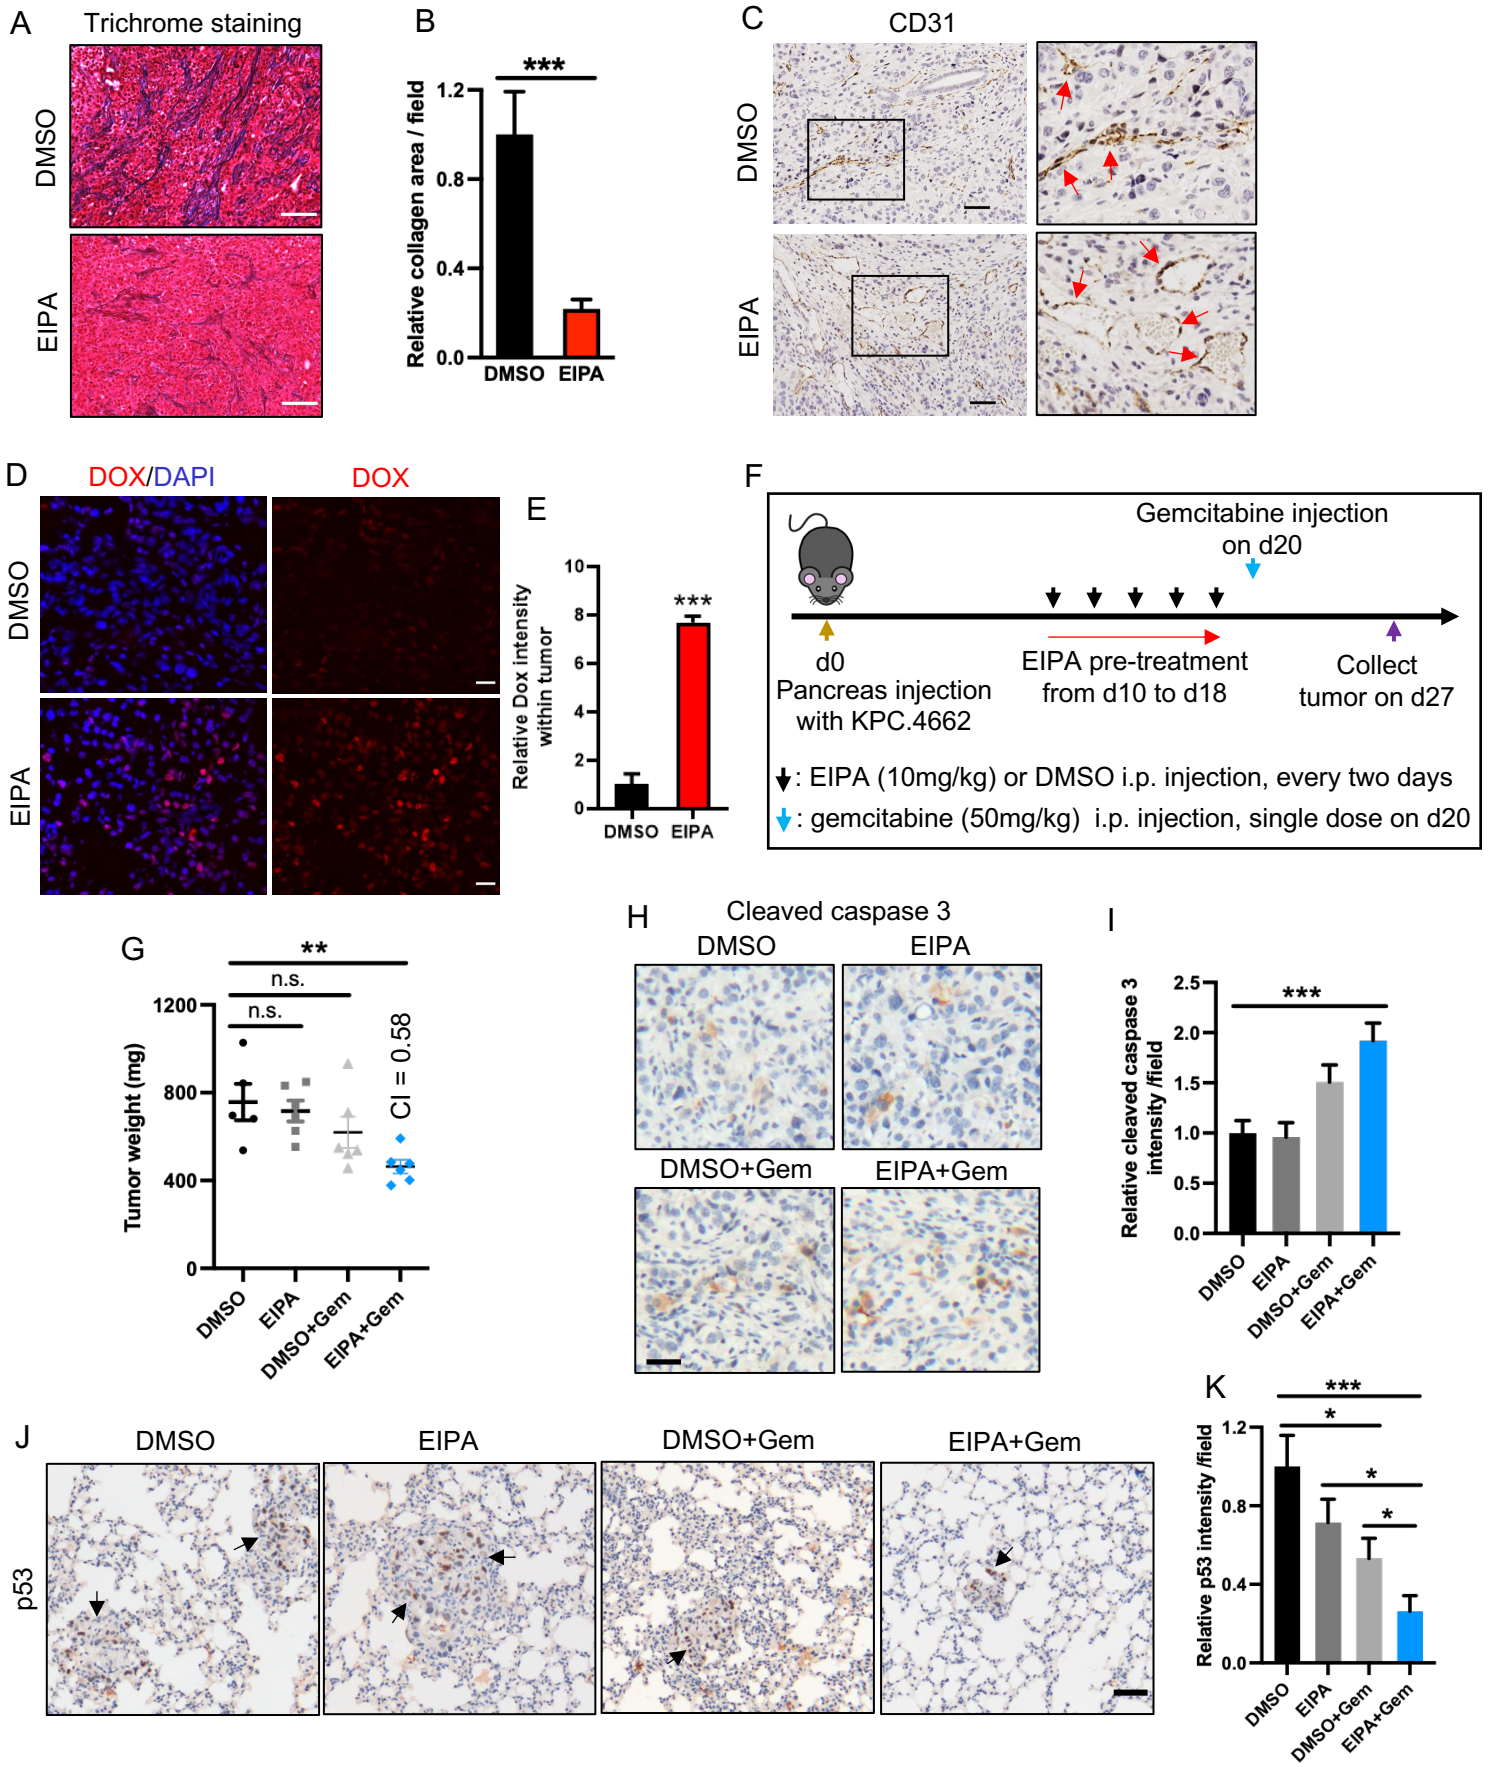 A
Trichrome staining
DMSO
EIPA
B
***
Relative collagen area / field
1.2
0.8
0.4
0.0
DMSO EIPA
C
CD31
DMSO
EIPA
D
DOX/DAPI
DOX
DMSO
EIPA
E
Relative Dox intensity
within tumor
10
8
6
4
2
0
***
DMSO EIPA
F
Gemcitabine injection
on d20
d0
Pancreas injection
with KPC.4662
EIPA pre-treatment
from d10 to d18
Collect
tumor on d27
: EIPA (10mg/kg) or DMSO i.p. injection, every two days
: gemcitabine (50mg/kg) i.p. injection, single dose on d20
G
**
n.s.
n.s.
CI = 0.58
Tumor weight (mg)
1200
800
400
0
DMSO
EIPA
DMSO+Gem
EIPA+Gem
H
Cleaved caspase 3
DMSO
EIPA
DMSO+Gem
EIPA+Gem
I
Relative cleaved caspase 3
intensity /field
2.5
2.0
1.5
1.0
0.5
0.0
***
DMSO
EIPA
DMSO+Gem
EIPA+Gem
J
DMSO
EIPA
DMSO+Gem
EIPA+Gem
p53
K
***
*
*
*
Relative p53 intensity /field
1.2
0.8
0.4
0.0
DMSO
EIPA
DMSO+Gem
EIPA+Gem